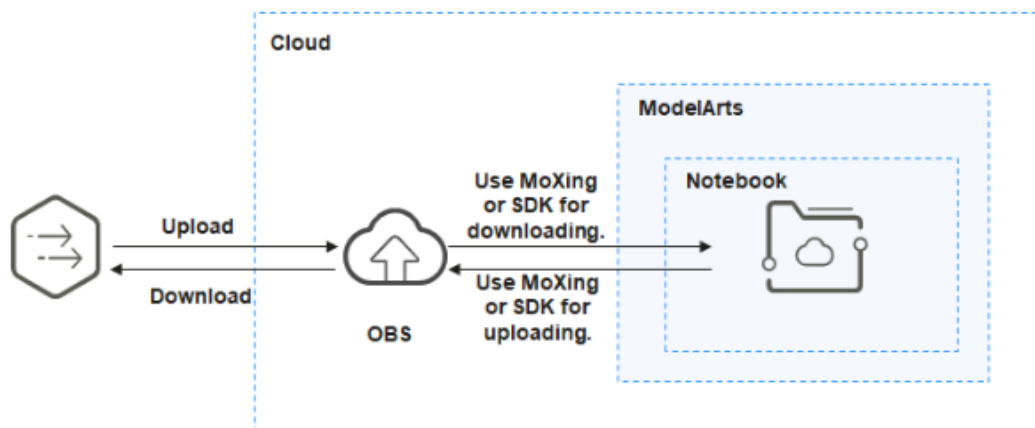 Cloud
ModelArts
Notebook
Use MoXing
or SDK for
downloading.
Upload
Download
Use MoXing
or SDK for
uploading.
OBS